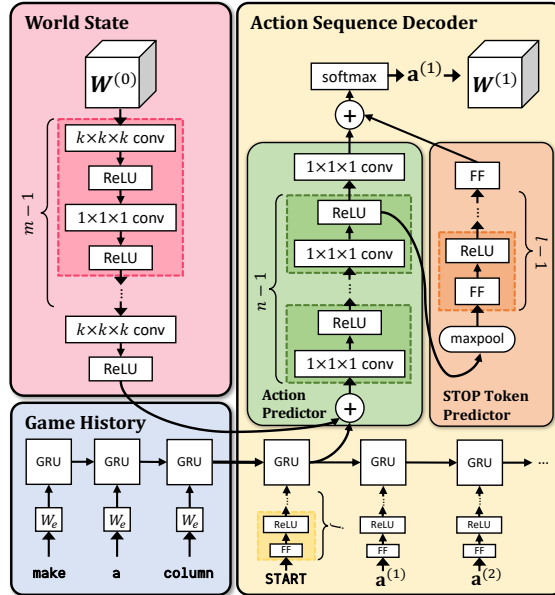 World State
W(0)
m − 1
k×k×k conv
ReLU
1×1×1 conv
ReLU
k×k×k conv
ReLU
Game History
GRU
GRU
GRU
We
We
We
make
a
column
Action Sequence Decoder
softmax
a(1)
W(1)
+
1×1×1 conv
n − 1
ReLU
1×1×1 conv
ReLU
1×1×1 conv
Action
Predictor
+
FF
l − 1
ReLU
FF
maxpool
STOP Token
Predictor
GRU
GRU
GRU
...
ReLU
FF
START
ReLU
FF
a(1)
ReLU
FF
a(2)